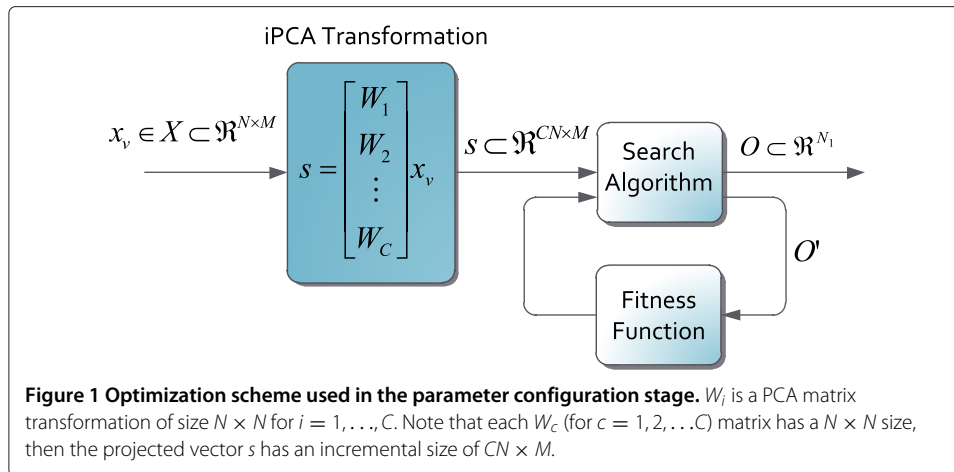 iPCA Transformation
x_v ∈ X ⊂ ℜ^{N×M}
s = [W_1 W_2 ⋮ W_C] x_v
s ⊂ ℜ^{CN×M}
Search
Algorithm
O ⊂ ℜ^{N_1}
O'
Fitness
Function
Figure 1 Optimization scheme used in the parameter configuration stage. W_i is a PCA matrix
transformation of size N × N for i = 1, . . . , C. Note that each W_c (for c = 1, 2, . . . C) matrix has a N × N size,
then the projected vector s has an incremental size of CN × M.